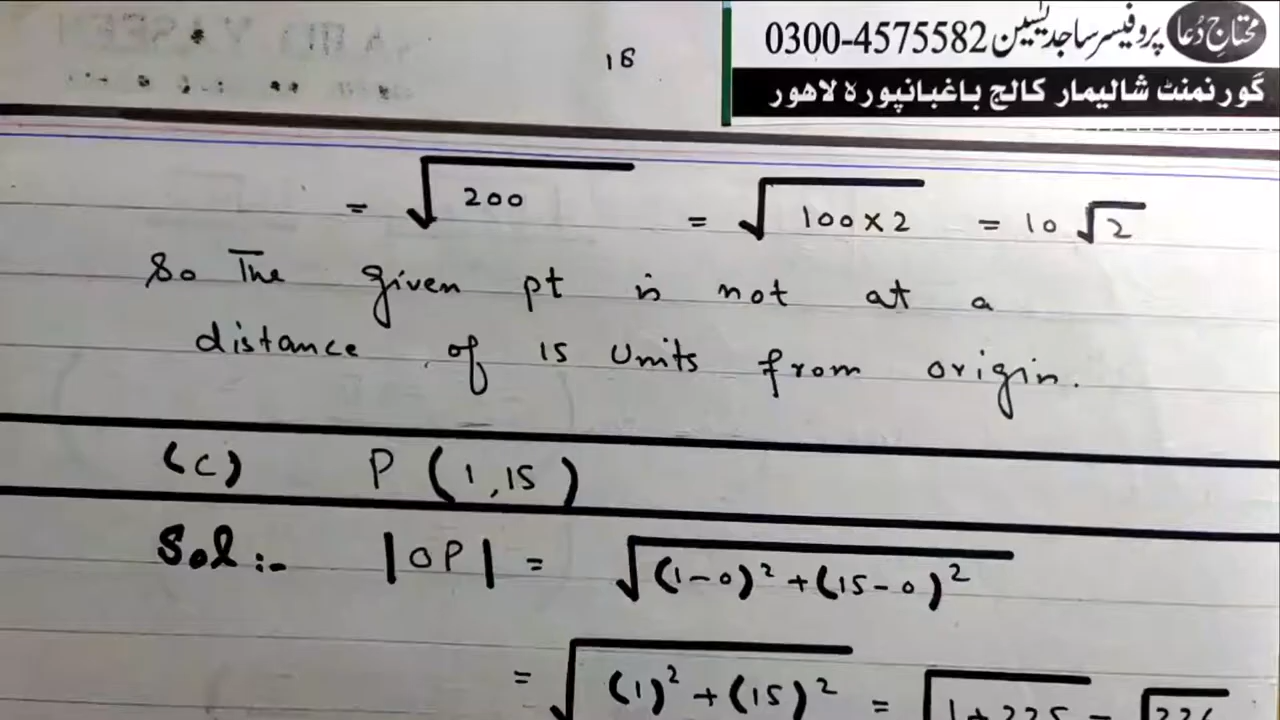 محتاجِ دُعا پروفیسر ساجد یٰسین 0300-4575582
گورنمنٹ شالیمار کالج باغبانپورہ لاہور
18
= √200 = √100×2 = 10√2
So The given pt is not at a
distance of 15 Units from origin.
(c) P (1,15)
Sol:- |OP| = √(1-0)² + (15-0)²
= √(1)² + (15)² = √1+225 = √226